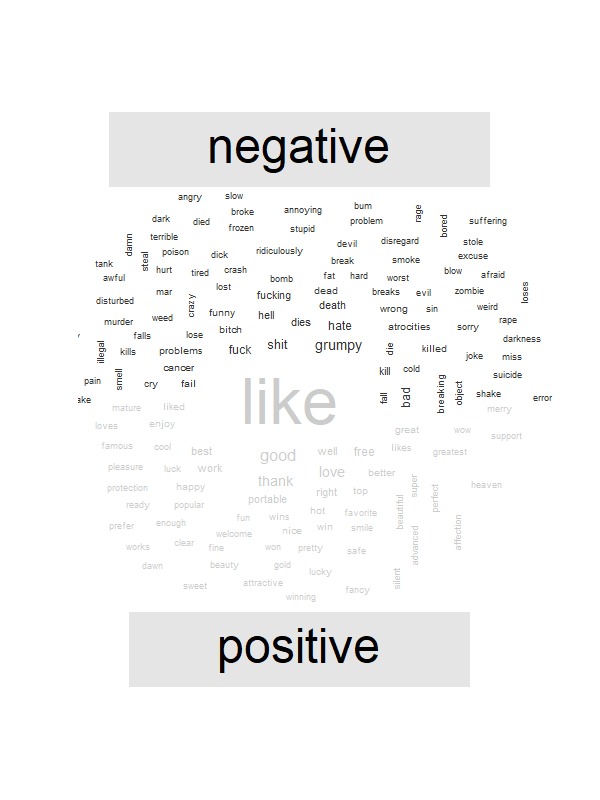 negative
angry slow
broke annoying bum
dark died frozen stupid problem rage bored suffering
damn terrible steal poison dick ridiculously devil disregard stole
break smoke excuse
tank awful hurt tired crash bomb fat hard worst blow afraid
lost
disturbed mar crazy fucking dead breaks evil zombie loses
death
murder weed funny hell wrong sin weird
bitch dies hate atrocities sorry rape
falls lose
illegal kills problems fuck shit grumpy die killed joke miss darkness
cancer kill cold
pain smell cry fail fall bad breaking object suicide
shake error
like
mature liked merry
loves enjoy great wow support
famous cool best good well free likes greatest
pleasure luck work thank love better super heaven
protection happy portable right top beautiful perfect
ready popular hot favorite
prefer enough fun wins affection
welcome nice win smile advanced
works clear fine won pretty safe
dawn beauty gold lucky silent
sweet attractive fancy
winning
positive